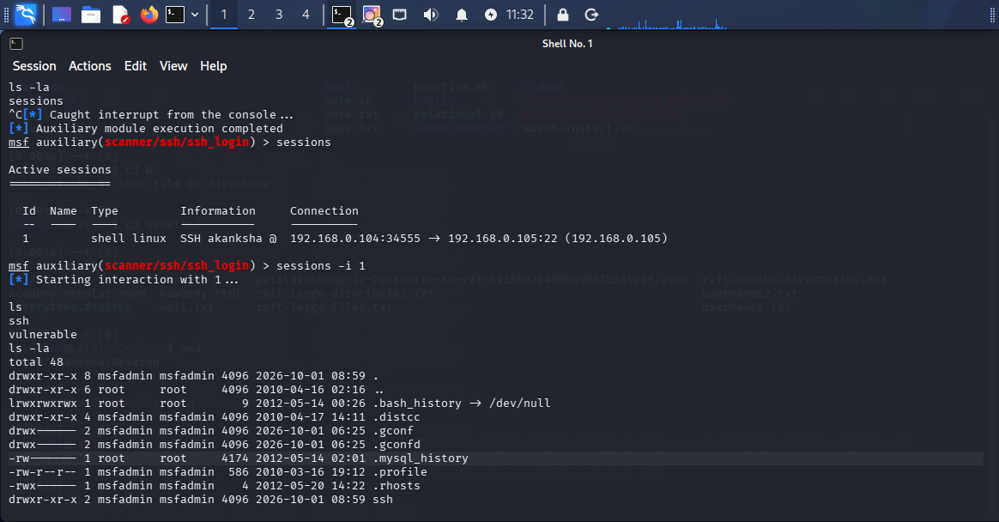 1 2 3 4 2 2 11:32
Shell No. 1
Session Actions Edit View Help
ls -la
sessions
^C[*] Caught interrupt from the console...
[*] Auxiliary module execution completed
msf auxiliary(scanner/ssh/ssh_login) > sessions
Active sessions
===============
Id Name Type Information Connection
-- ---- ---- ----------- ----------
1 shell linux SSH akanksha @ 192.168.0.104:34555 -> 192.168.0.105:22 (192.168.0.105)
msf auxiliary(scanner/ssh/ssh_login) > sessions -i 1
[*] Starting interaction with 1...
ls
ssh
vulnerable
ls -la
total 48
drwxr-xr-x 8 msfadmin msfadmin 4096 2026-10-01 08:59 .
drwxr-xr-x 6 root root 4096 2010-04-16 02:16 ..
lrwxrwxrwx 1 root root 9 2012-05-14 00:26 .bash_history -> /dev/null
drwxr-xr-x 4 msfadmin msfadmin 4096 2010-04-17 14:11 .distcc
drwx------ 2 msfadmin msfadmin 4096 2026-10-01 06:25 .gconf
drwx------ 2 msfadmin msfadmin 4096 2026-10-01 06:25 .gconfd
-rw------- 1 root root 4174 2012-05-14 02:01 .mysql_history
-rw-r--r-- 1 msfadmin msfadmin 586 2010-03-16 19:12 .profile
-rwx------ 1 msfadmin msfadmin 4 2012-05-20 14:22 .rhosts
drwxr-xr-x 2 msfadmin msfadmin 4096 2026-10-01 08:59 ssh